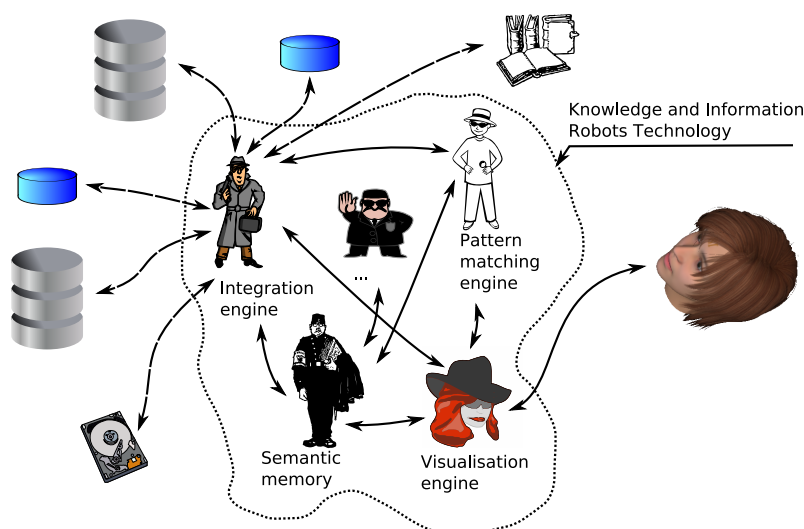 Knowledge and Information
Robots Technology
Pattern
matching
engine
...
Integration
engine
Semantic
memory
Visualisation
engine